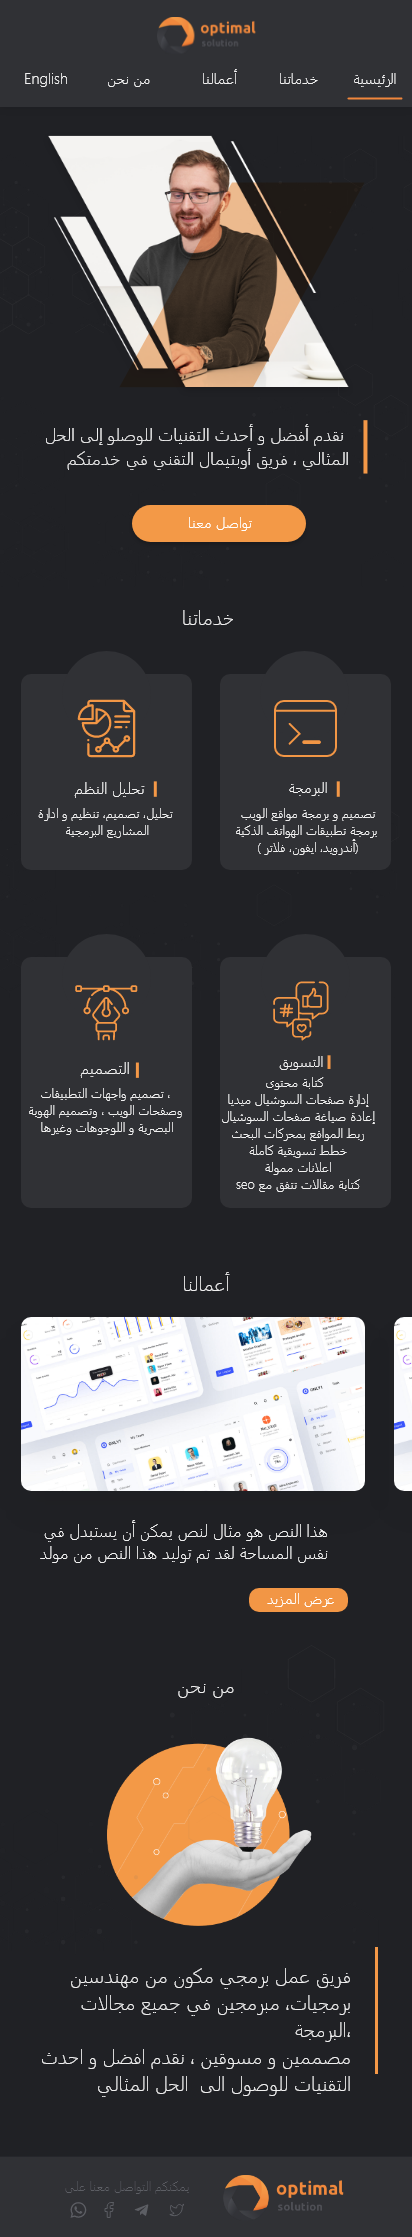 optimal
solution
الرئيسية
خدماتنا
أعمالنا
من نحن
English
نقدم أفضل و أحدث التقنيات للوصلو إلى الحل
المثالي ، فريق أوبتيمال التقني في خدمتكم
تواصل معنا
خدماتنا
البرمجة
تصميم و برمجة مواقع الويب
برمجة تطبيقات الهواتف الذكية
(أندرويد، ايفون، فلاتر )
تحليل النظم
تحليل، تصميم، تنظيم و ادارة
المشاريع البرمجية
التسويق
كتابة محتوى
إدارة صفحات السوشيال ميديا
إعادة صياغة صفحات السوشيال
ربط المواقع بمحركات البحث
خطط تسويقية كاملة
اعلانات ممولة
كتابة مقالات تتفق مع seo
التصميم
، تصميم واجهات التطبيقات
وصفحات الويب ، وتصميم الهوية
البصرية و اللوجوهات وغيرها
أعمالنا
هذا النص هو مثال لنص يمكن أن يستبدل في
نفس المساحة لقد تم توليد هذا النص من مولد
عرض المزيد
من نحن
فريق عمل برمجي مكون من مهندسين
برمجيات، مبرمجين في جميع مجالات
،البرمجة
مصممين و مسوقين ، نقدم افضل و احدث
التقنيات للوصول الى الحل المثالي
optimal
solution
يمكنكم التواصل معنا على